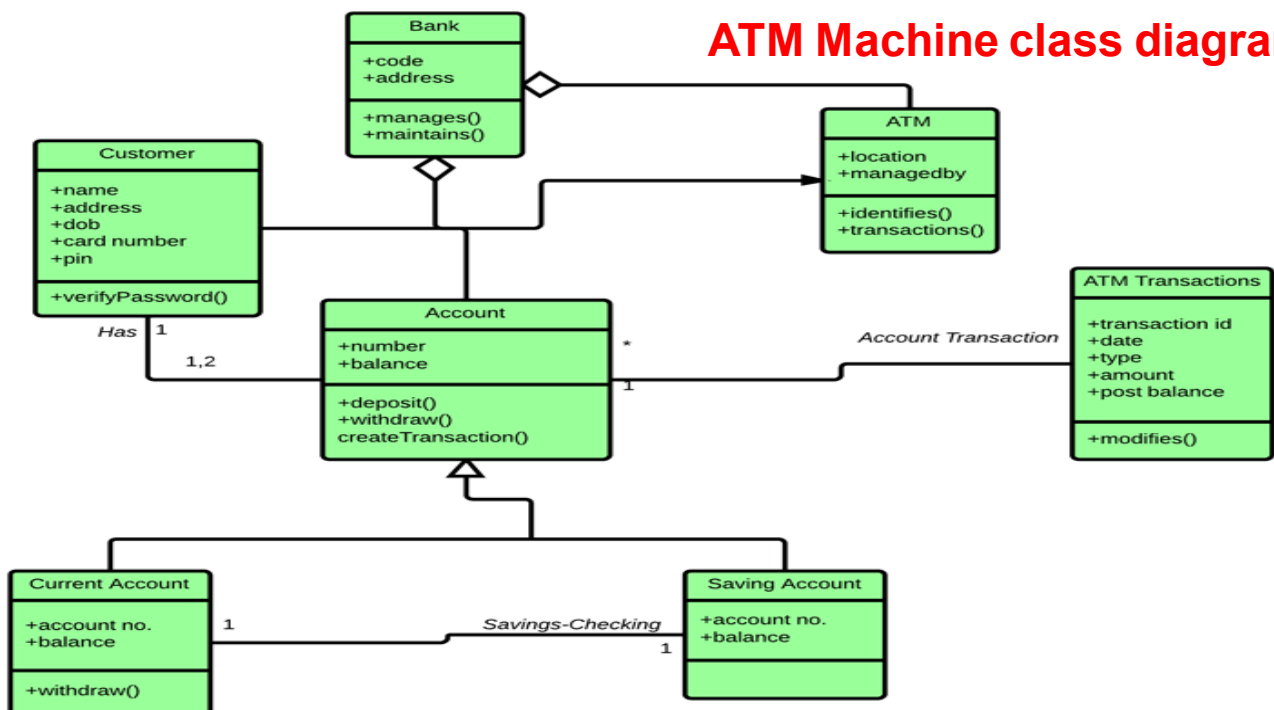 ATM Machine class diagra
Bank
+code
+address
+manages()
+maintains()
ATM
+location
+managedby
+identifies()
+transactions()
Customer
+name
+address
+dob
+card number
+pin
+verifyPassword()
Has
1
1,2
Account
+number
+balance
+deposit()
+withdraw()
createTransaction()
*
1
Account Transaction
ATM Transactions
+transaction id
+date
+type
+amount
+post balance
+modifies()
Current Account
+account no.
+balance
+withdraw()
1
Savings-Checking
1
Saving Account
+account no.
+balance